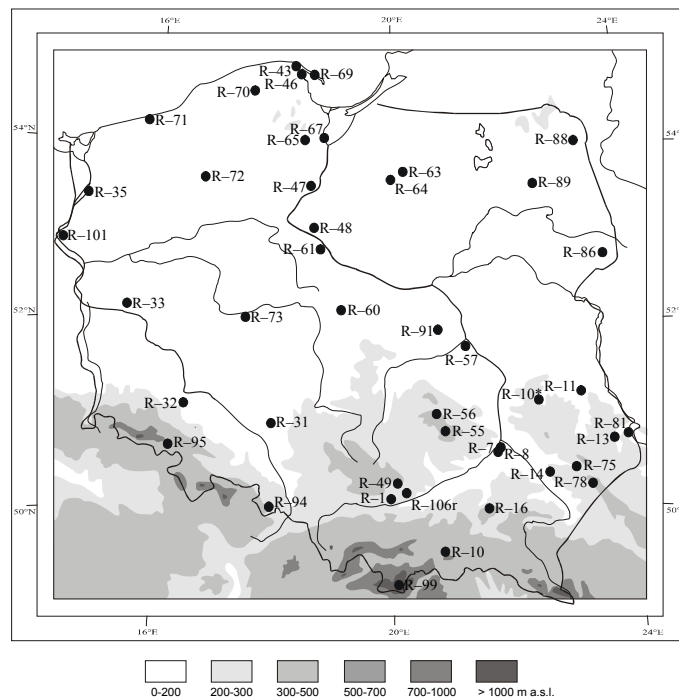 16°E 20°E 24°E
R–43 R–69
R–46
R–70
R–71
54°N 54°N
R–67
R–65 R–88
R–63
R–72 R–64 R–89
R–47
R–35
R–48
R–101
R–61 R–86
R–33
52°N R–60 52°N
R–73
R–91
R–57
R–11
R–10*
R–32 R–56
R–31 R–81
R–55 R–13
R–95 R–7
R–8
R–75
R–14
R–49 R–78
R–1
50°N R–94 R–106r R–16 50°N
R–10
R–99
16°E 20°E 24°E
0-200 200-300 300-500 500-700 700-1000 > 1000 m a.s.l.